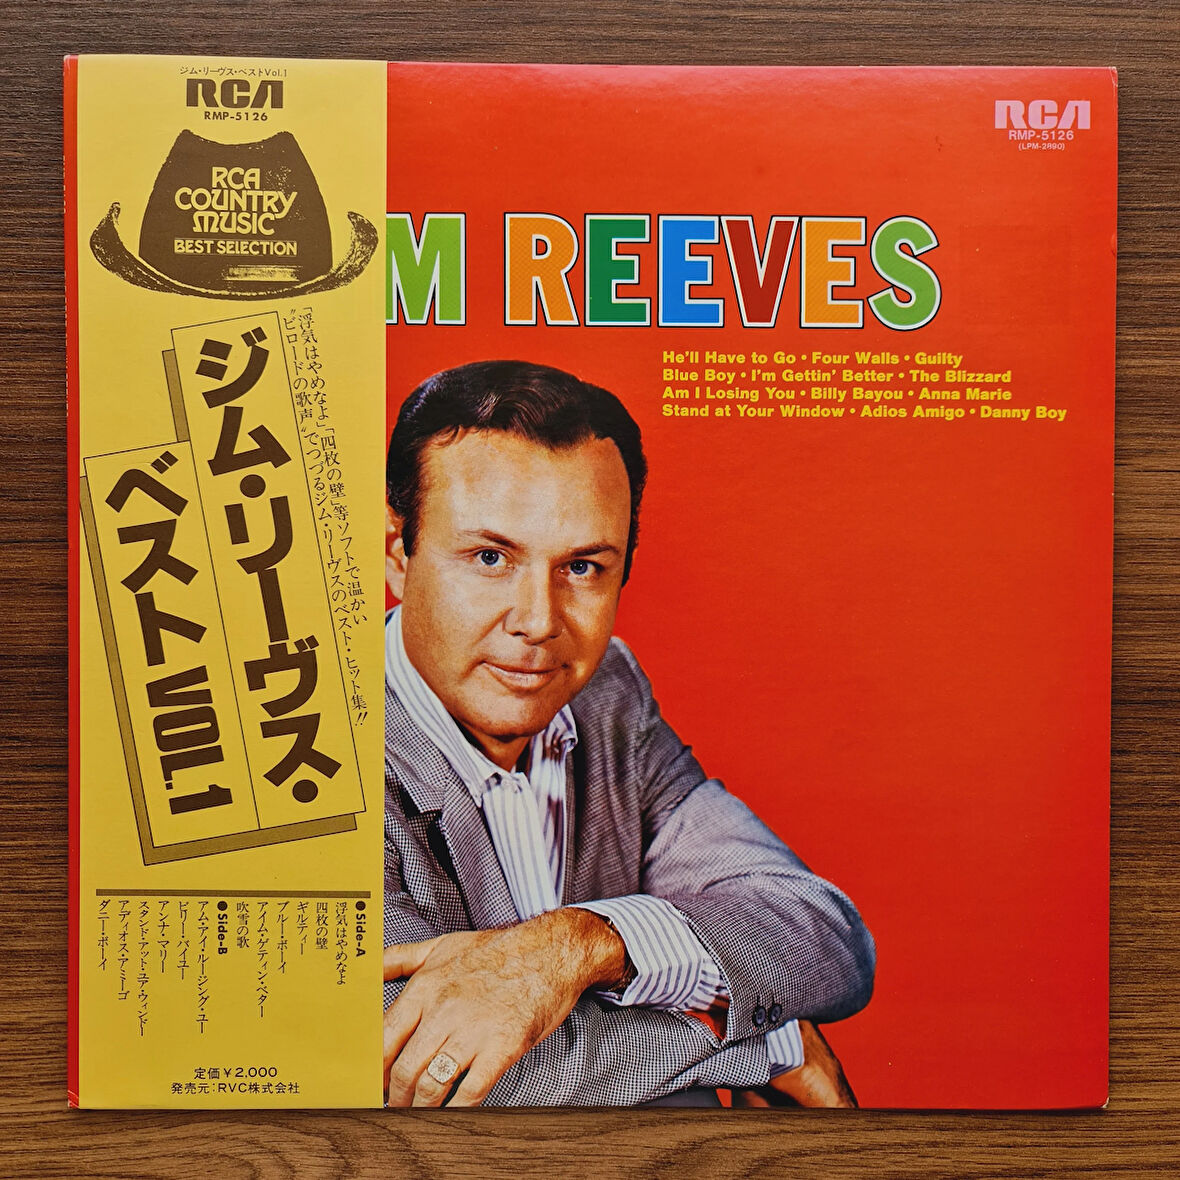 ジム・リーヴス・ベストVol.1
RCA
RMP-5126
RCA
COUNTRY
MUSIC
BEST SELECTION
「浮気はやめなよ」「四枚の壁」等ソフトで温かい
“ビロードの歌声”でつづるジム・リーヴスのベスト・ヒット集!!
ジム・リーヴス・
ベストVOL.1
●Side-A
浮気はやめなよ
四枚の壁
ギルティー
ブルー・ボーイ
アイム・ゲティン・ベター
吹雪の歌
●Side-B
アム・アイ・ルージング・ユー
ビリー・バイユー
アンナ・マリー
スタンド・アット・ユア・ウィンドー
アディオス・アミーゴ
ダニー・ボーイ
定価¥2,000
発売元:RVC株式会社
RCA
RMP-5126
(LPM-2890)
M REEVES
He'll Have to Go • Four Walls • Guilty
Blue Boy • I'm Gettin' Better • The Blizzard
Am I Losing You • Billy Bayou • Anna Marie
Stand at Your Window • Adios Amigo • Danny Boy